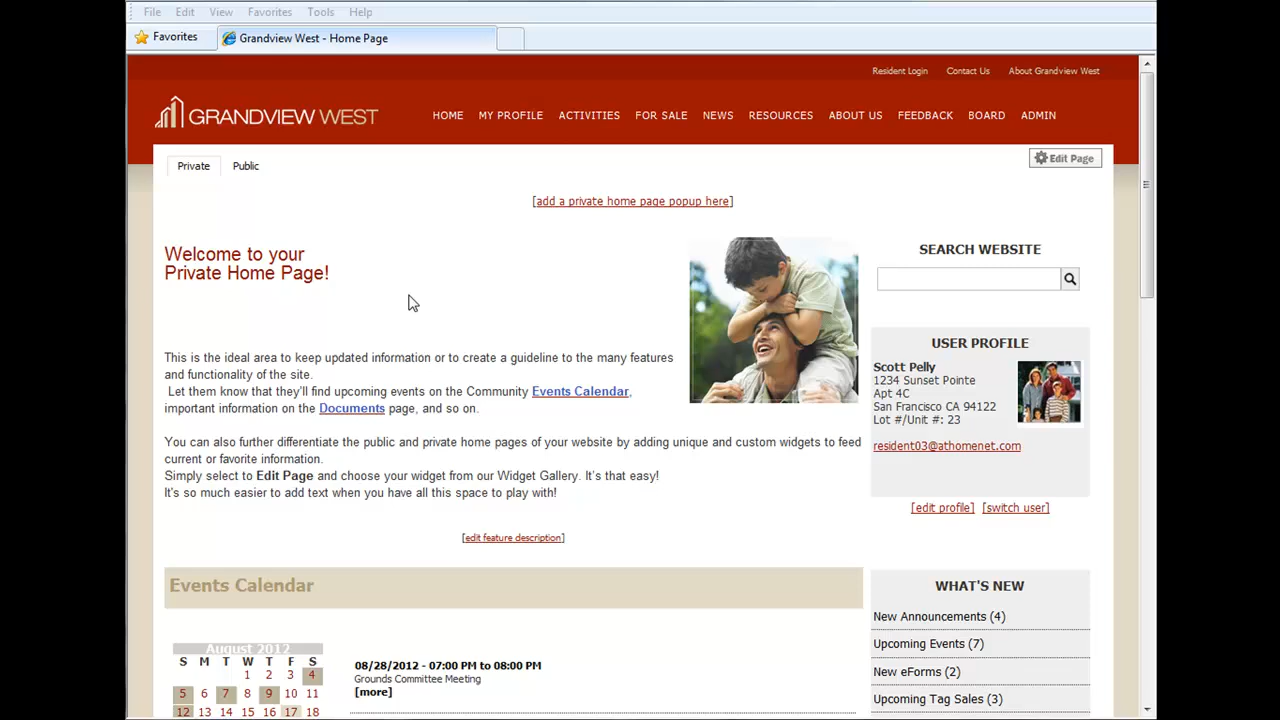 File Edit View Favorites Tools Help
Favorites Grandview West - Home Page
Resident Login Contact Us About Grandview West
GRANDVIEW WEST HOME MY PROFILE ACTIVITIES FOR SALE NEWS RESOURCES ABOUT US FEEDBACK BOARD ADMIN
Private Public Edit Page
[add a private home page popup here]
Welcome to your
Private Home Page!
This is the ideal area to keep updated information or to create a guideline to the many features
and functionality of the site.
Let them know that they'll find upcoming events on the Community Events Calendar,
important information on the Documents page, and so on.
You can also further differentiate the public and private home pages of your website by adding unique and custom widgets to feed
current or favorite information.
Simply select to Edit Page and choose your widget from our Widget Gallery. It's that easy!
It's so much easier to add text when you have all this space to play with!
[edit feature description]
Events Calendar
August 2012
S M T W T F S
1 2 3 4
5 6 7 8 9 10 11
12 13 14 15 16 17 18
08/28/2012 - 07:00 PM to 08:00 PM
Grounds Committee Meeting
[more]
SEARCH WEBSITE
USER PROFILE
Scott Pelly
1234 Sunset Pointe
Apt 4C
San Francisco CA 94122
Lot #/Unit #: 23
resident03@athomenet.com
[edit profile] [switch user]
WHAT'S NEW
New Announcements (4)
Upcoming Events (7)
New eForms (2)
Upcoming Tag Sales (3)